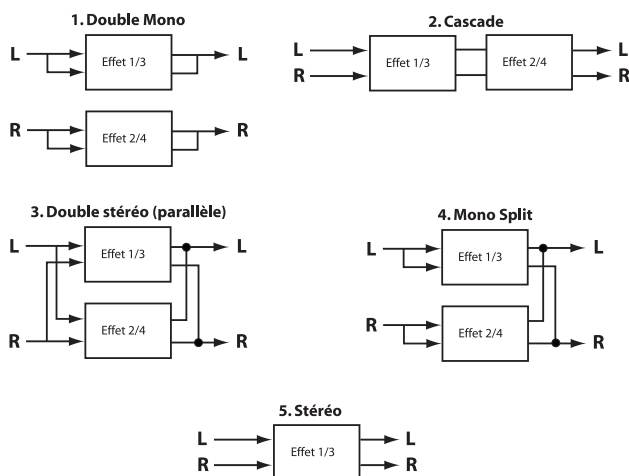 1. Double Mono
L Effet 1/3 L
R Effet 2/4 R
2. Cascade
L L
Effet 1/3 Effet 2/4
R R
3. Double stéréo (parallèle)
L L
Effet 1/3
Effet 2/4
R R
4. Mono Split
L L
Effet 1/3
R
Effet 2/4
R
5. Stéréo
L L
Effet 1/3
R R